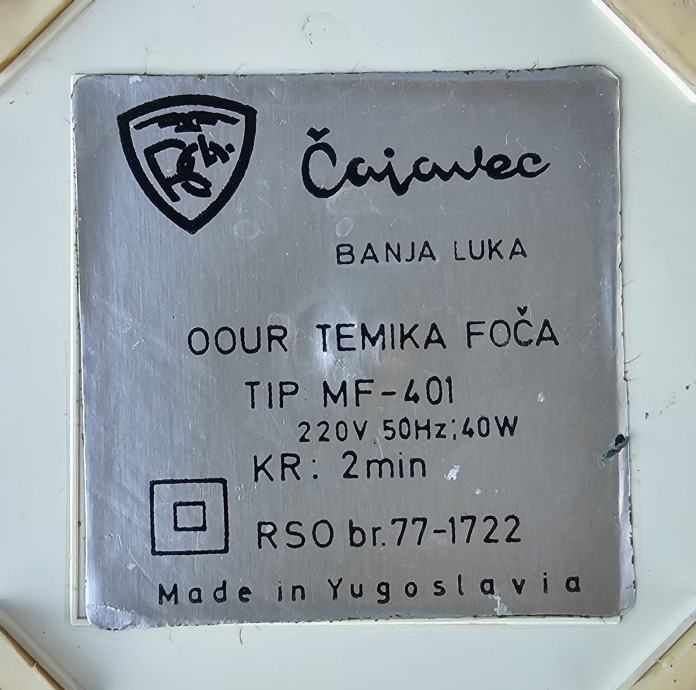 Čajavec
BANJA LUKA
OOUR TEMIKA FOČA
TIP MF-401
220V 50Hz; 40W
KR: 2min
RSO br. 77-1722
Made in Yugoslavia